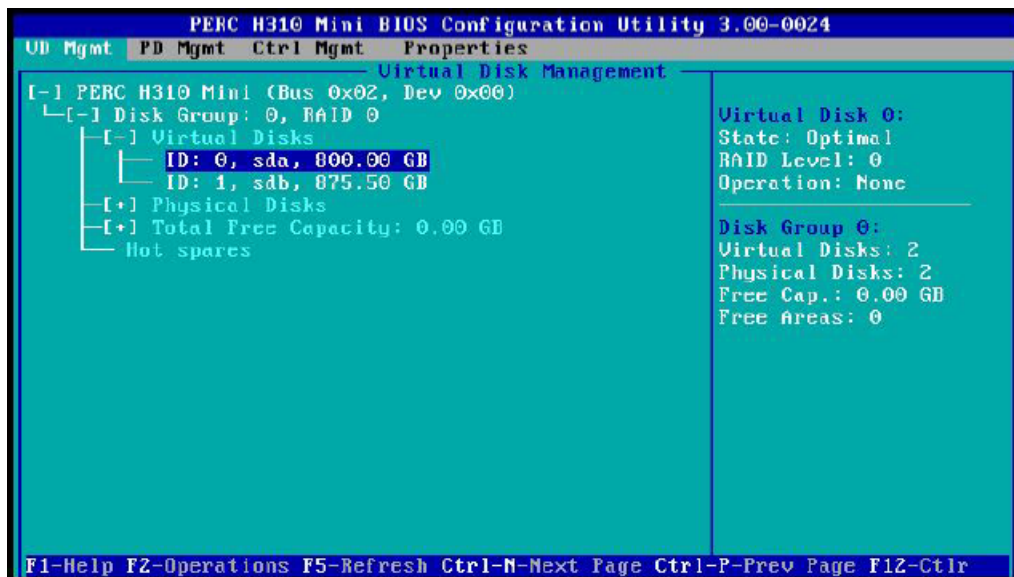 PERC H310 Mini BIOS Configuration Utility 3.00-0024
VD Mgmt PD Mgmt Ctrl Mgmt Properties
Virtual Disk Management
[-] PERC H310 Mini (Bus 0x02, Dev 0x00)
[-] Disk Group: 0, RAID 0
[-] Virtual Disks
ID: 0, sda, 800.00 GB
ID: 1, sdb, 875.50 GB
[+] Physical Disks
[+] Total Free Capacity: 0.00 GB
Hot spares
Virtual Disk 0:
State: Optimal
RAID Level: 0
Operation: None
Disk Group 0:
Virtual Disks: 2
Physical Disks: 2
Free Cap.: 0.00 GB
Free Areas: 0
F1-Help F2-Operations F5-Refresh Ctrl-N-Next Page Ctrl-P-Prev Page F12-Ctlr